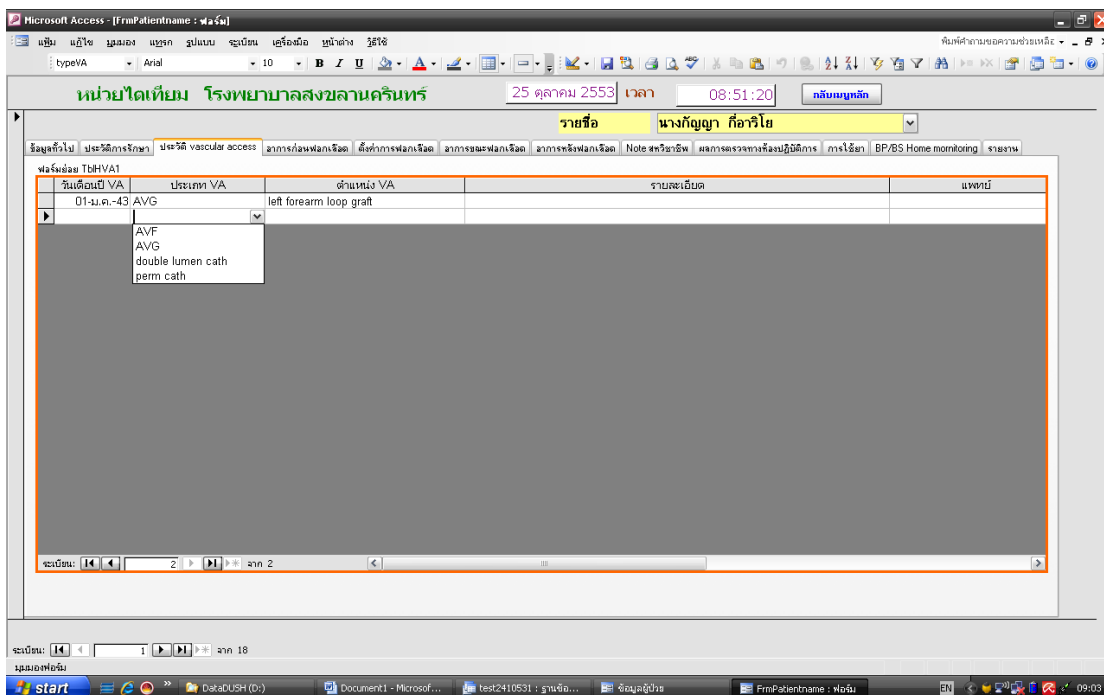 Microsoft Access - [FrmPatientname : ฟอร์ม]
แฟ้ม แก้ไข มุมมอง แทรก รูปแบบ ระเบียน เครื่องมือ หน้าต่าง วิธีใช้ พิมพ์คำถามขอความช่วยเหลือ
typeVA Arial 10 B I U
หน่วยไตเทียม โรงพยาบาลสงขลานครินทร์ 25 ตุลาคม 2553 เวลา 08:51:20 กลับเมนูหลัก
รายชื่อ นางกัญญา กี่อาริโย
ข้อมูลทั่วไป ประวัติการรักษา ประวัติ vascular access อาการก่อนฟอกเลือด ตั้งค่าการฟอกเลือด อาการขณะฟอกเลือด อาการหลังฟอกเลือด Note สหวิชาชีพ ผลการตรวจทางห้องปฏิบัติการ การใช้ยา BP/BS Home mornitoring รายงาน
ฟอร์มย่อย TblHVA1
วันเดือนปี VA ประเภท VA ตำแหน่ง VA รายละเอียด แพทย์
01-ม.ค.-43 AVG left forearm loop graft
AVF
AVG
double lumen cath
perm cath
ระเบียน: 2 จาก 2
ระเบียน: 1 จาก 18
มุมมองฟอร์ม
start DataDUSH (D:) Document1 - Microsof... test2410531 : ฐานข้อ... ข้อมูลผู้ป่วย FrmPatientname : ฟอร์ม EN 09:03